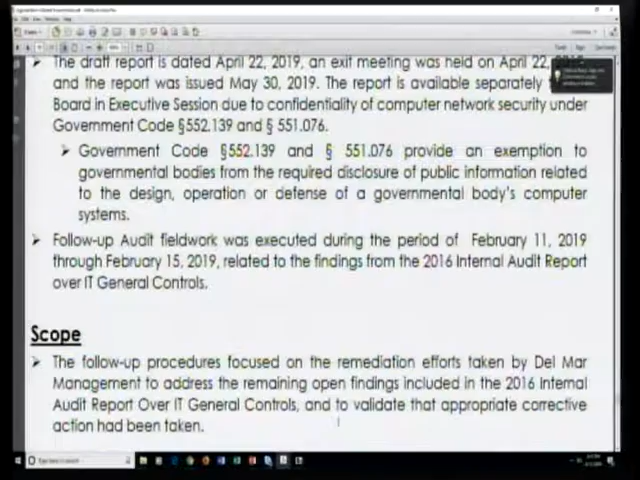 The draft report is dated April 22, 2019, an exit meeting was held on April 22,
and the report was issued May 30, 2019. The report is available separately
Board in Executive Session due to confidentiality of computer network security under
Government Code §552.139 and § 551.076.
Government Code §552.139 and § 551.076 provide an exemption to
governmental bodies from the required disclosure of public information related
to the design, operation or defense of a governmental body's computer
systems.
Follow-up Audit fieldwork was executed during the period of February 11, 2019
through February 15, 2019, related to the findings from the 2016 Internal Audit Report
over IT General Controls.
Scope
The follow-up procedures focused on the remediation efforts taken by Del Mar
Management to address the remaining open findings included in the 2016 Internal
Audit Report Over IT General Controls, and to validate that appropriate corrective
action had been taken.